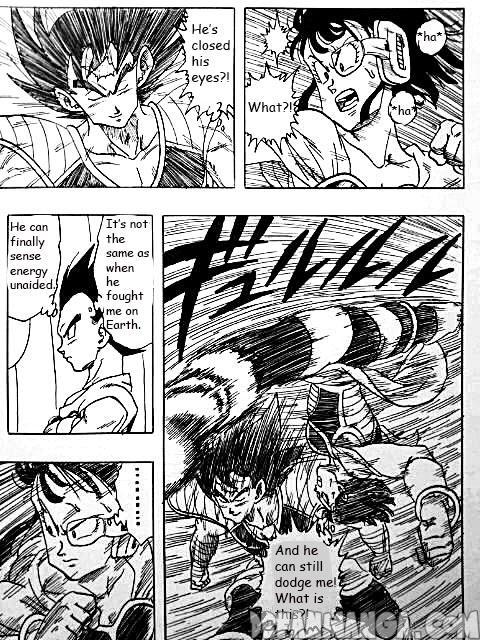 He's
closed
his
eyes?!
*ha*
What?!
*ha*
He can
finally
sense
energy
unaided.
It's not
the
same as
when
he
fought
me on
Earth.
ギュルルルル
........
And he
can still
dodge me!
What is
this?!